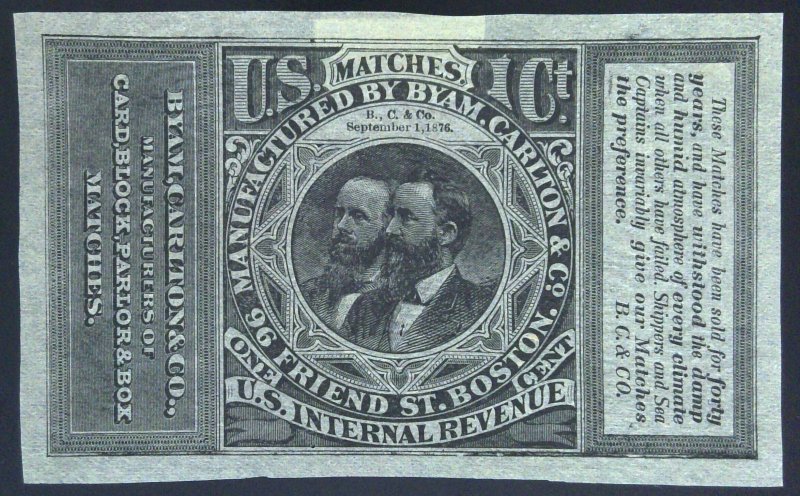 BYAM, CARLTON & CO.,
MANUFACTURERS OF
CARD, BLOCK, PARLOR & BOX
MATCHES.
U.S.
MATCHES
1 Ct.
MANUFACTURED BY BYAM, CARLTON & Co.
B., C. & Co.
September 1, 1876.
96 FRIEND ST. BOSTON.
ONE
CENT
U.S. INTERNAL REVENUE
These Matches have been sold for forty
years, and have withstood the damp
and humid atmosphere of every climate
when all others have failed. Shippers and Sea
Captains invariably give our Matches
the preference.
B. C. & CO.